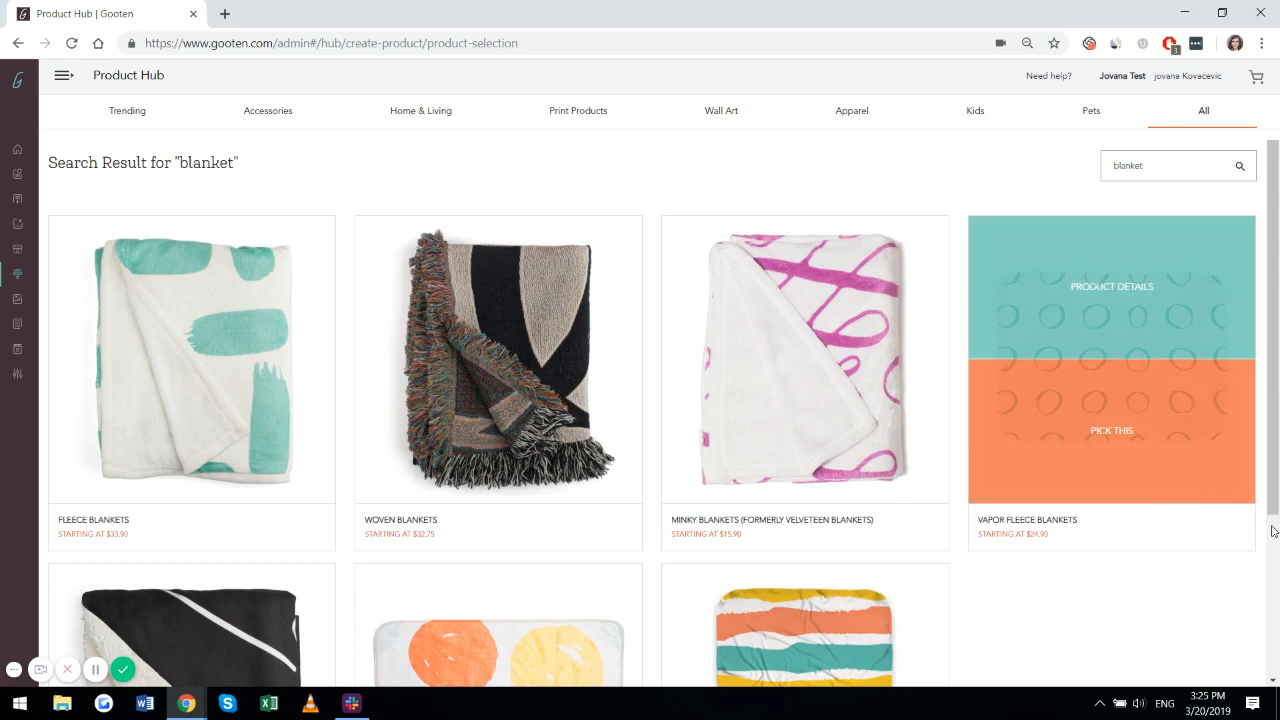 Product Hub | Gooten
https://www.gooten.com/admin#/hub/create-product/product-selection
3
Product Hub
Need help?
Jovana Test jovana Kovacevic
Trending
Accessories
Home & Living
Print Products
Wall Art
Apparel
Kids
Pets
All
Search Result for "blanket"
blanket
PRODUCT DETAILS
PICK THIS
FLEECE BLANKETS
STARTING AT $33.90
WOVEN BLANKETS
STARTING AT $32.75
MINKY BLANKETS (FORMERLY VELVETEEN BLANKETS)
STARTING AT $15.90
VAPOR FLEECE BLANKETS
STARTING AT $24.90
ENG
3:25 PM
3/20/2019